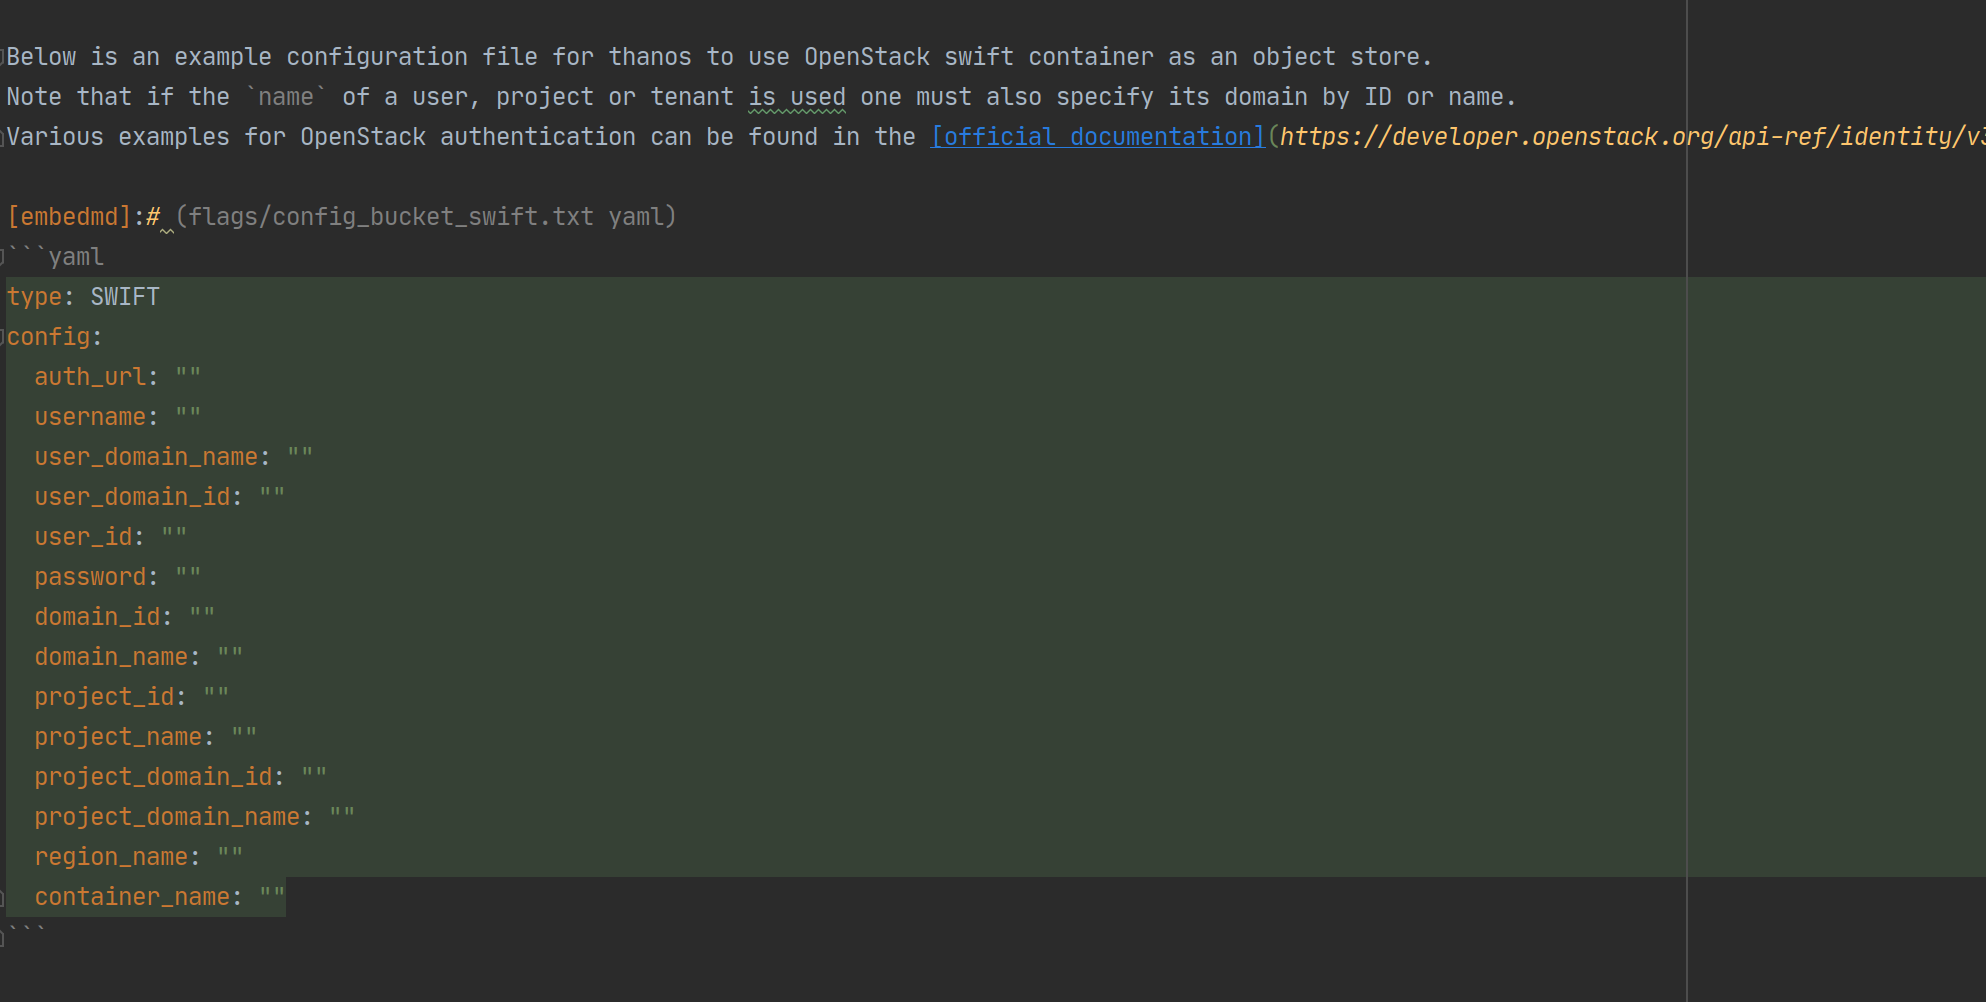 Below is an example configuration file for thanos to use OpenStack swift container as an object store.
Note that if the `name` of a user, project or tenant is used one must also specify its domain by ID or name.
Various examples for OpenStack authentication can be found in the [official documentation](https://developer.openstack.org/api-ref/identity/v3
[embedmd]:# (flags/config_bucket_swift.txt yaml)
```yaml
type: SWIFT
config:
  auth_url: ""
  username: ""
  user_domain_name: ""
  user_domain_id: ""
  user_id: ""
  password: ""
  domain_id: ""
  domain_name: ""
  project_id: ""
  project_name: ""
  project_domain_id: ""
  project_domain_name: ""
  region_name: ""
  container_name: ""
```